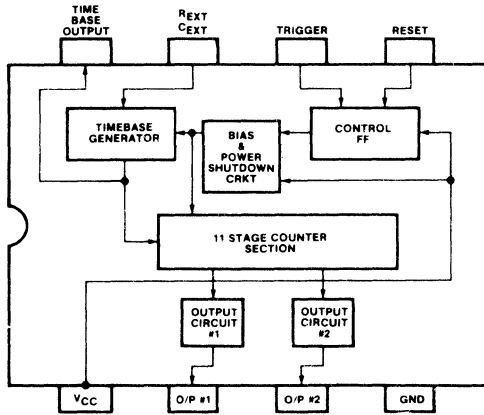 TIME
BASE
OUTPUT
REXT
CEXT
TRIGGER
RESET
TIMEBASE
GENERATOR
BIAS
&
POWER
SHUTDOWN
CRKT
CONTROL
FF
11 STAGE COUNTER
SECTION
OUTPUT
CIRCUIT
#1
OUTPUT
CIRCUIT
#2
VCC
O/P #1
O/P #2
GND